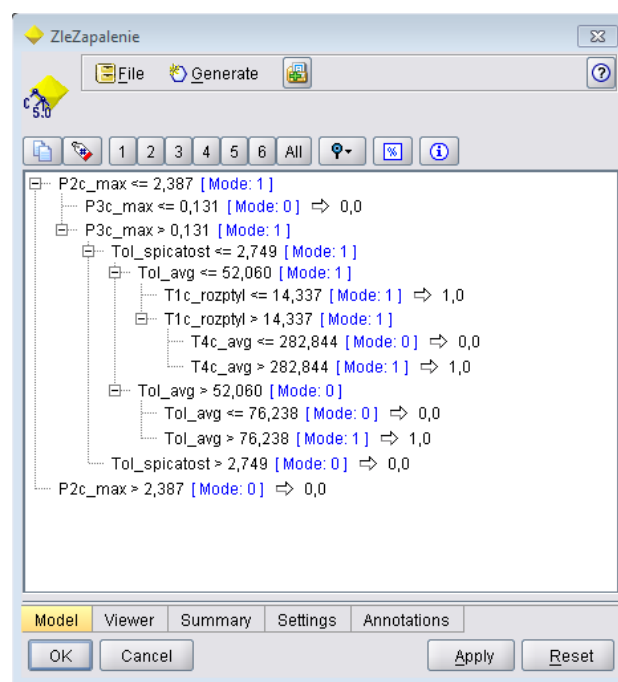 ZleZapalenie
File Generate
C 5.0
1 2 3 4 5 6 All %
P2c_max <= 2,387 [Mode: 1]
P3c_max <= 0,131 [Mode: 0] ⇨ 0,0
P3c_max > 0,131 [Mode: 1]
Tol_spicatost <= 2,749 [Mode: 1]
Tol_avg <= 52,060 [Mode: 1]
T1c_rozptyl <= 14,337 [Mode: 1] ⇨ 1,0
T1c_rozptyl > 14,337 [Mode: 1]
T4c_avg <= 282,844 [Mode: 0] ⇨ 0,0
T4c_avg > 282,844 [Mode: 1] ⇨ 1,0
Tol_avg > 52,060 [Mode: 0]
Tol_avg <= 76,238 [Mode: 0] ⇨ 0,0
Tol_avg > 76,238 [Mode: 1] ⇨ 1,0
Tol_spicatost > 2,749 [Mode: 0] ⇨ 0,0
P2c_max > 2,387 [Mode: 0] ⇨ 0,0
Model Viewer Summary Settings Annotations
OK Cancel Apply Reset